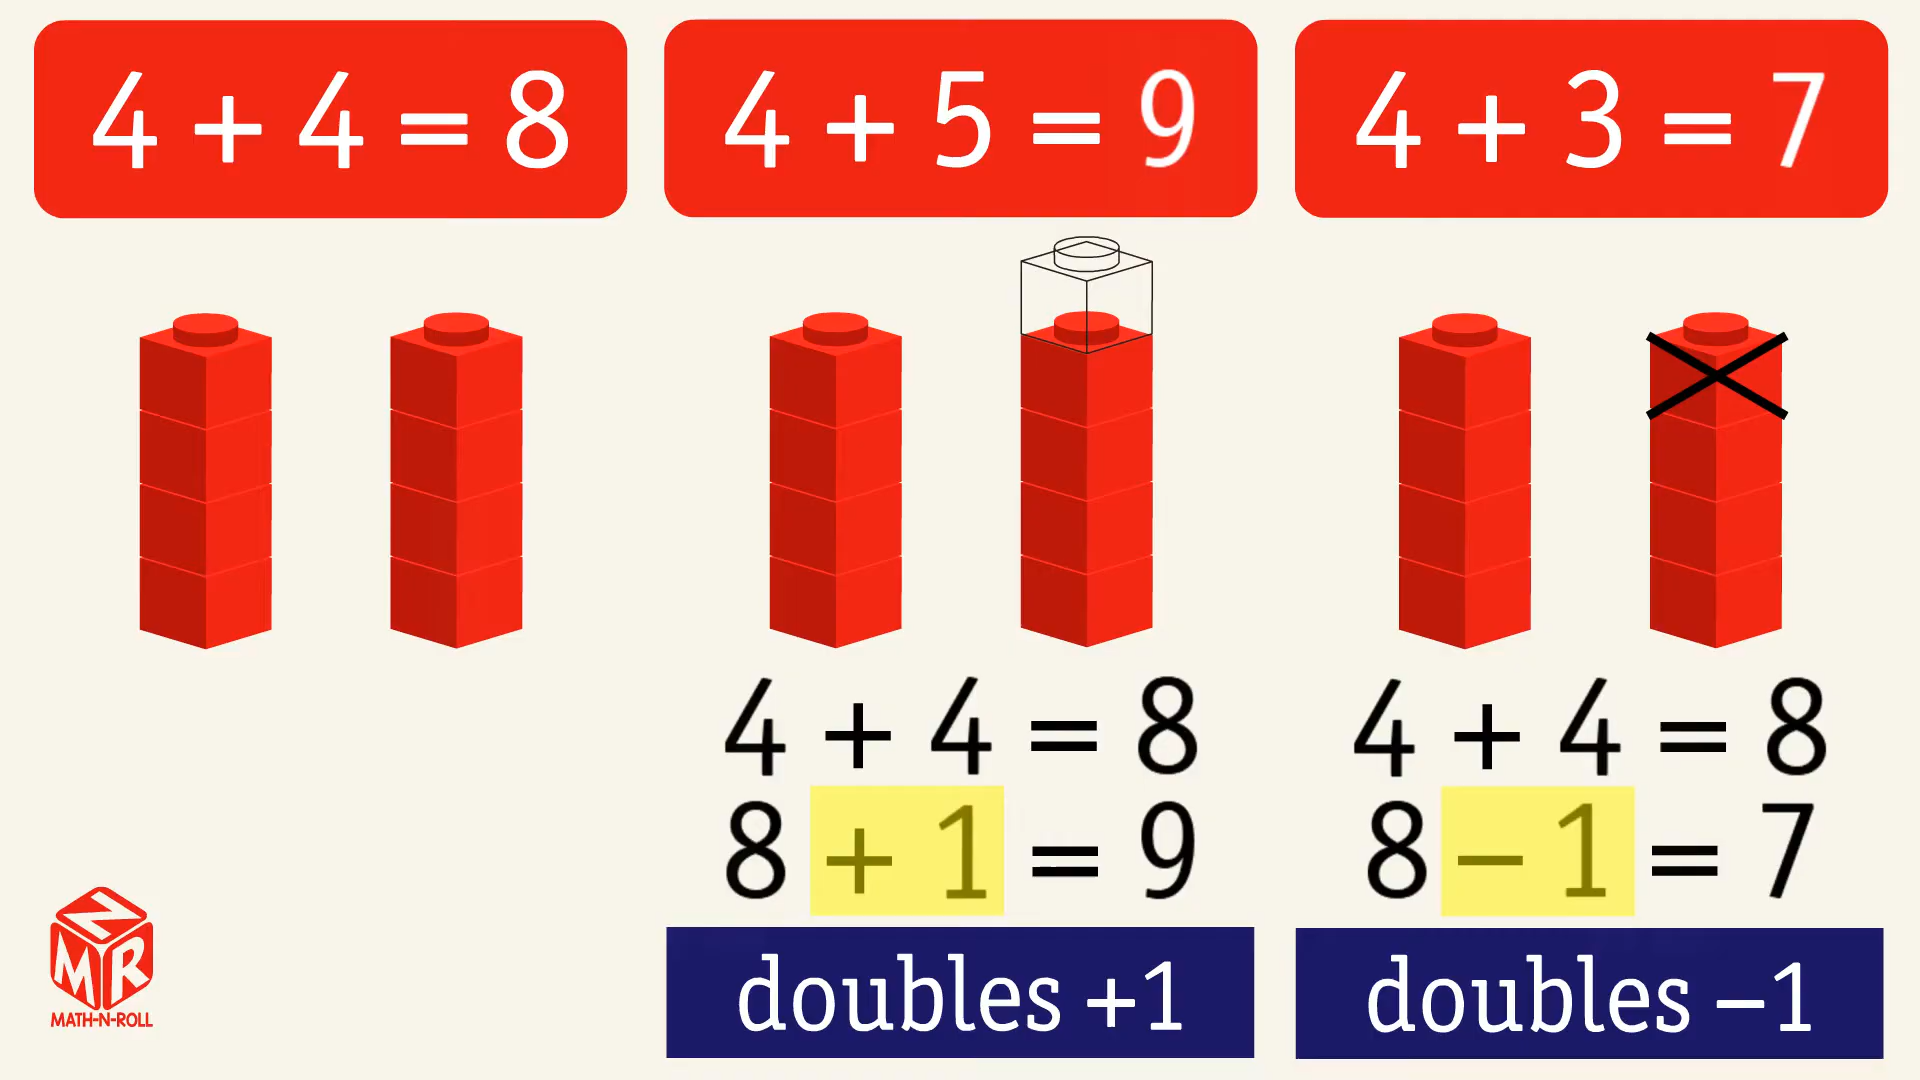 4 + 4 = 8
4 + 5 = 9
4 + 3 = 7
4 + 4 = 8
8 + 1 = 9
doubles +1
4 + 4 = 8
8 – 1 = 7
doubles –1
MNR
MATH-N-ROLL